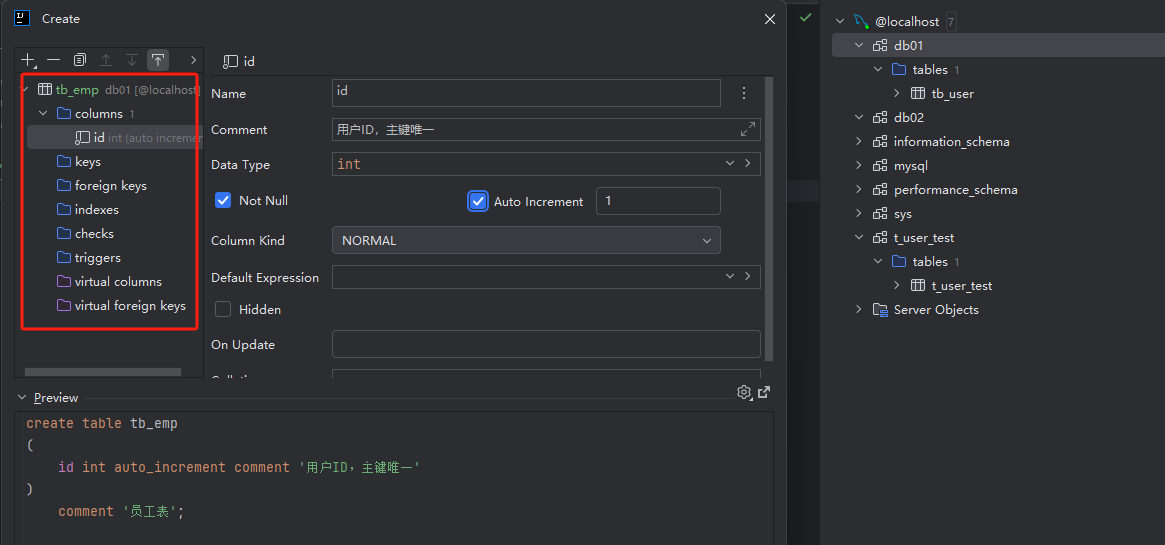 Create
tb_emp db01 [@localhost]
columns 1
id int (auto increme
keys
foreign keys
indexes
checks
triggers
virtual columns
virtual foreign keys
id
Name
id
Comment
用户ID，主键唯一
Data Type
int
Not Null
Auto Increment
1
Column Kind
NORMAL
Default Expression
Hidden
On Update
Preview
create table tb_emp
(
id int auto_increment comment '用户ID，主键唯一'
)
comment '员工表';
@localhost 7
db01
tables 1
tb_user
db02
information_schema
mysql
performance_schema
sys
t_user_test
tables 1
t_user_test
Server Objects